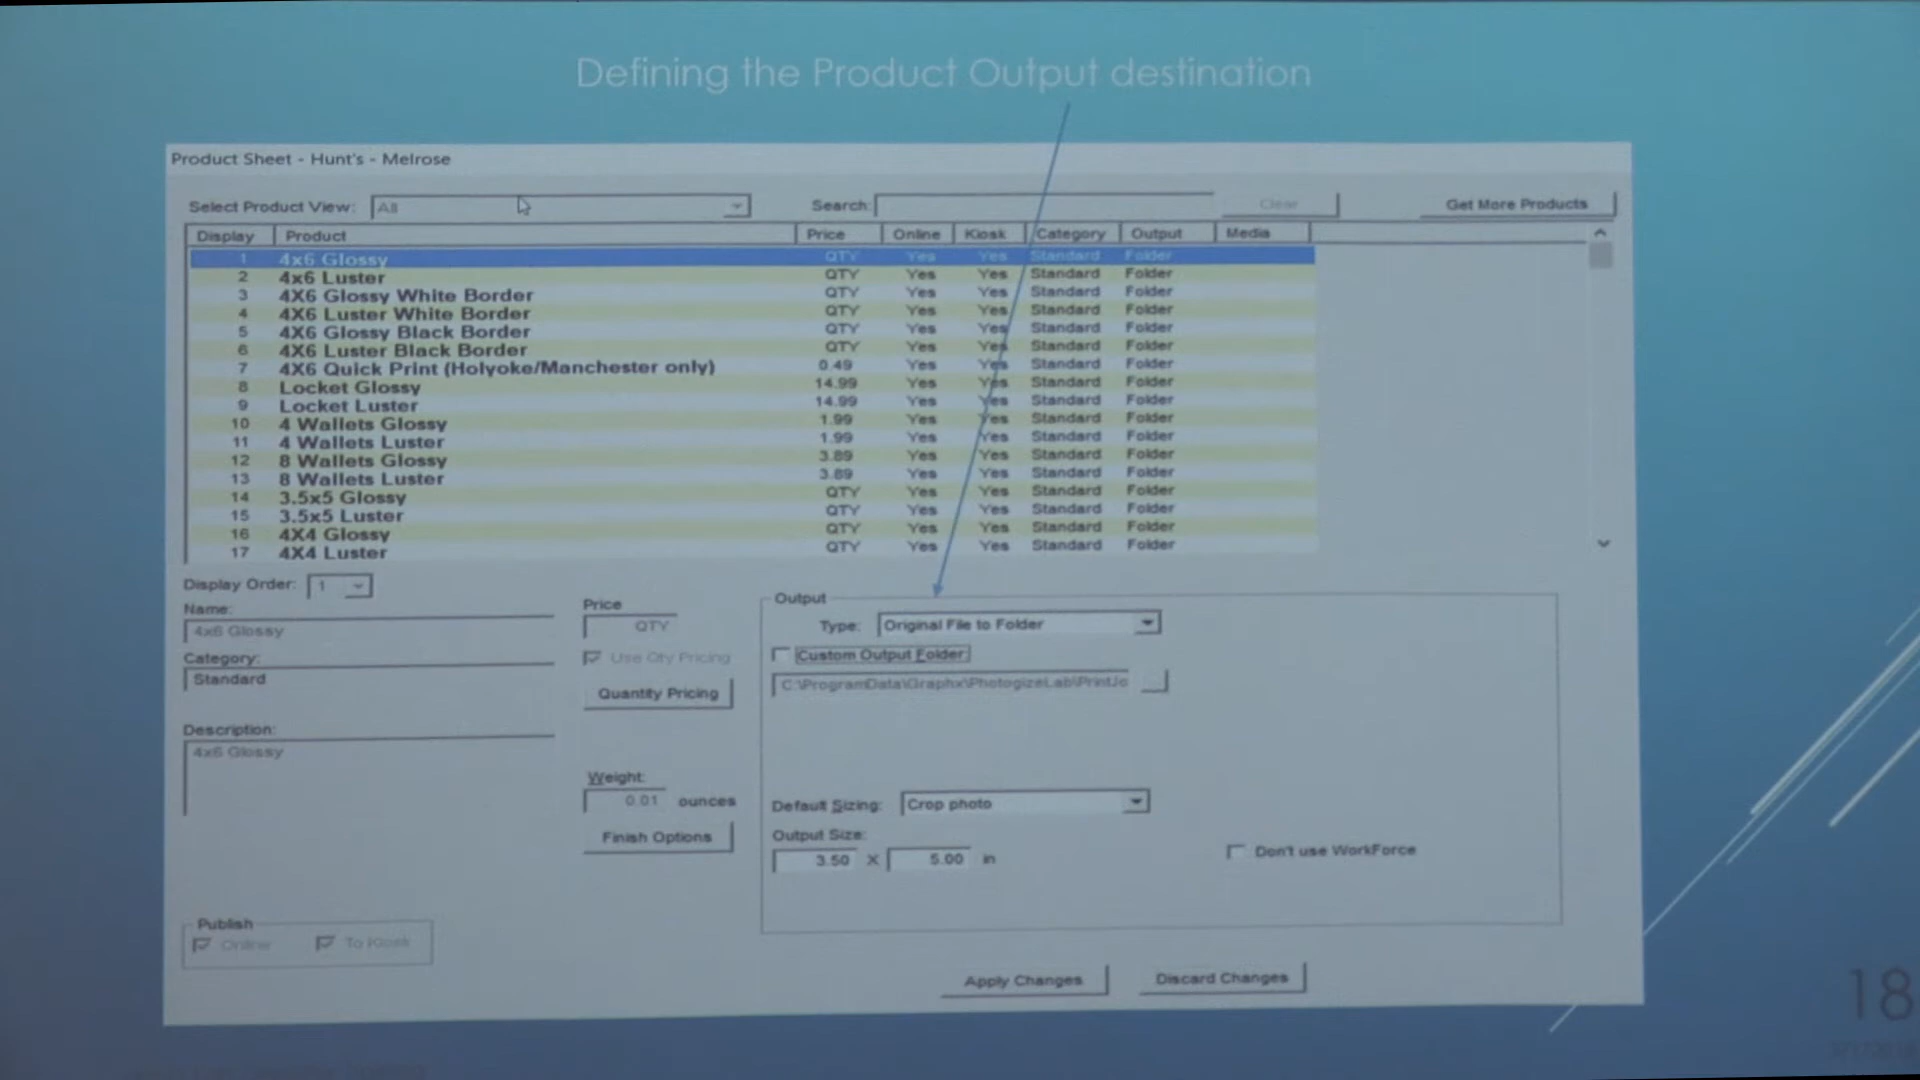 Defining the Product Output destination
Product Sheet - Hunt's - Melrose
Select Product View: All Search: Clear Get More Products
Display Product Price Online Kiosk Category Output Media
1 4x6 Glossy QTY Yes Yes Standard Folder
2 4x6 Luster QTY Yes Yes Standard Folder
3 4X6 Glossy White Border QTY Yes Yes Standard Folder
4 4X6 Luster White Border QTY Yes Yes Standard Folder
5 4X6 Glossy Black Border QTY Yes Yes Standard Folder
6 4X6 Luster Black Border QTY Yes Yes Standard Folder
7 4X6 Quick Print (Holyoke/Manchester only) 0.49 Yes Yes Standard Folder
8 Locket Glossy 14.99 Yes Yes Standard Folder
9 Locket Luster 14.99 Yes Yes Standard Folder
10 4 Wallets Glossy 1.99 Yes Yes Standard Folder
11 4 Wallets Luster 1.99 Yes Yes Standard Folder
12 8 Wallets Glossy 3.89 Yes Yes Standard Folder
13 8 Wallets Luster 3.89 Yes Yes Standard Folder
14 3.5x5 Glossy QTY Yes Yes Standard Folder
15 3.5x5 Luster QTY Yes Yes Standard Folder
16 4X4 Glossy QTY Yes Yes Standard Folder
17 4X4 Luster QTY Yes Yes Standard Folder
Display Order: 1
Name:
4x6 Glossy
Category:
Standard
Description:
4x6 Glossy
Price
QTY
Use Qty Pricing
Quantity Pricing
Weight:
0.01 ounces
Finish Options
Output
Type: Original File to Folder
Custom Output Folder:
C:\ProgramData\Graphx\PhotogizeLab\PrintJo ...
Default Sizing: Crop photo
Output Size:
3.50 X 5.00 in
Don't use WorkForce
Publish
Online To Kiosk
Apply Changes Discard Changes
18